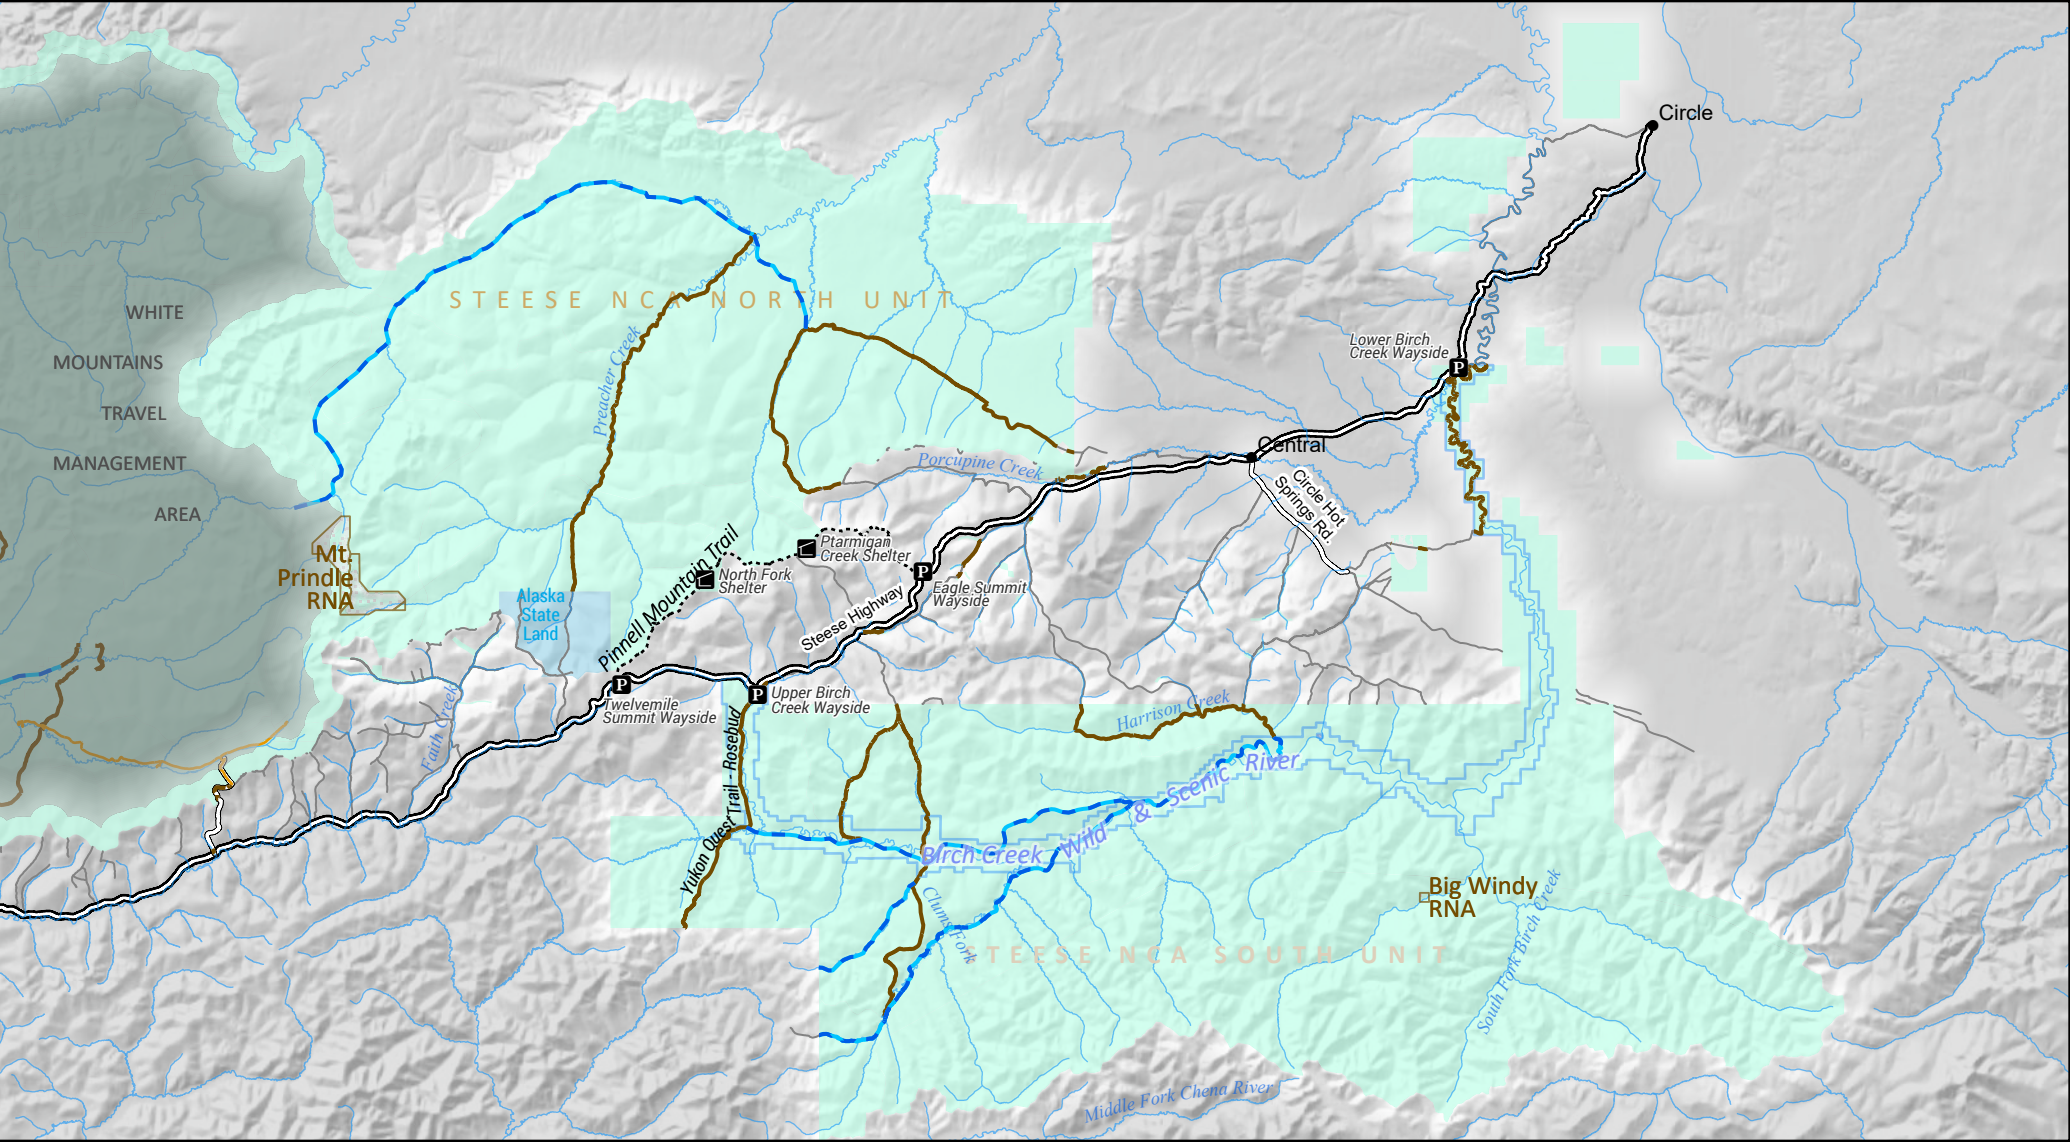 Circle
STEESE NCA NORTH UNIT
WHITE
MOUNTAINS
TRAVEL
MANAGEMENT
AREA
Preacher Creek
Lower Birch
Creek Wayside
Central
Porcupine Creek
Circle Hot
Springs Rd.
Mt.
Prindle
RNA
Alaska
State
Land
Pinnell Mountain Trail
Ptarmigan
Creek Shelter
North Fork
Shelter
Eagle Summit
Wayside
Steese Highway
Twelvemile
Summit Wayside
Upper Birch
Creek Wayside
Faith Creek
Harrison Creek
Yukon Quest Trail - Rosebud
Birch Creek Wild & Scenic River
Clums Fork
Big Windy
RNA
STEESE NCA SOUTH UNIT
South Fork Birch Creek
Middle Fork Chena River
P
P
P
P